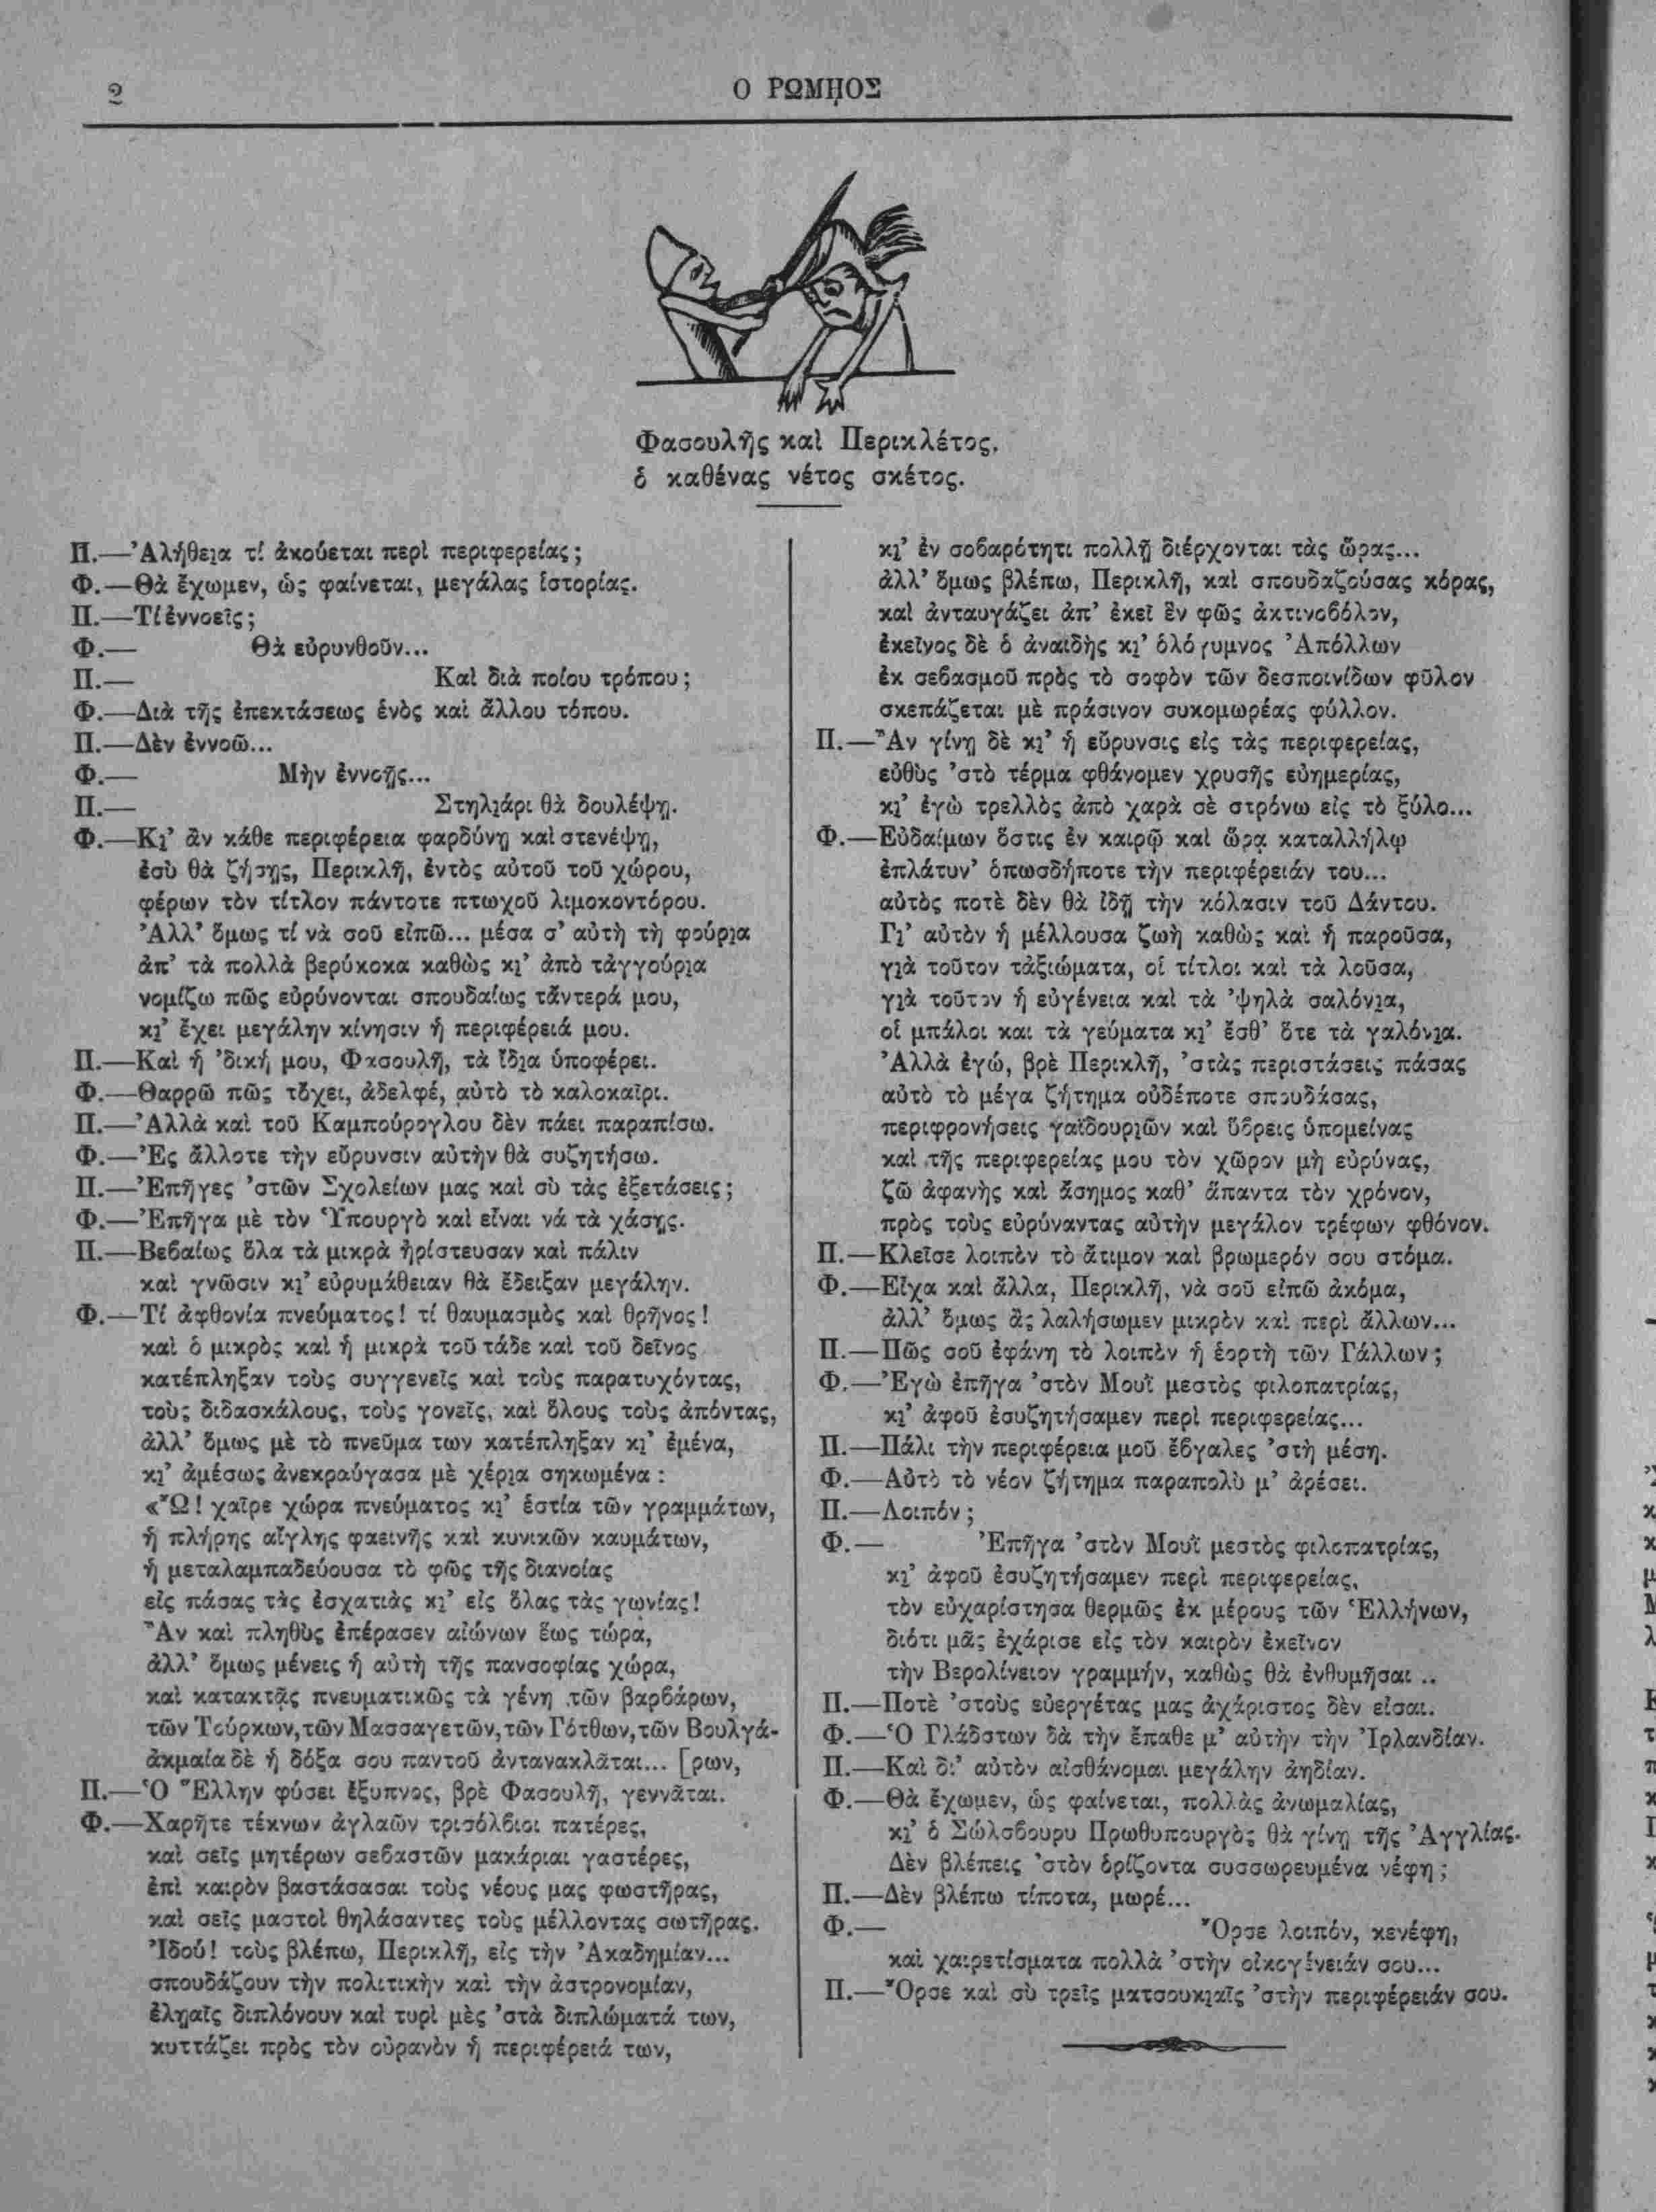 2
Ο ΡΩΜΗΟΣ
Φασουλῆς καὶ Περικλέτος,
ὁ καθένας νέτος σκέτος.
Π.—Ἀλήθεια τί ἀκούεται περὶ περιφερείας;
Φ.—Θὰ ἔχωμεν, ὡς φαίνεται, μεγάλας ἱστορίας.
Π.—Τί ἐννοεῖς;
Φ.— Θὰ εὐρυνθοῦν...
Π.— Καὶ διὰ ποίου τρόπου;
Φ.—Διὰ τῆς ἐπεκτάσεως ἑνὸς καὶ ἄλλου τόπου.
Π.—Δὲν ἐννοῶ...
Φ.— Μὴν ἐννοῇς...
Π.— Στηλιάρι θὰ δουλέψῃ.
Φ.—Κι' ἂν κάθε περιφέρεια φαρδύνῃ καὶ στενέψῃ,
ἐσὺ θὰ ζήσῃς, Περικλῆ, ἐντὸς αὐτοῦ τοῦ χώρου,
φέρων τὸν τίτλον πάντοτε πτωχοῦ λιμοκοντόρου.
Ἀλλ' ὅμως τί νὰ σοῦ εἰπῶ... μέσα σ' αὐτὴ τὴ φούρια
ἀπ' τὰ πολλὰ βερύκοκα καθὼς κι' ἀπὸ τἀγγούρια
νομίζω πῶς εὐρύνονται σπουδαίως τἄντερά μου,
κι' ἔχει μεγάλην κίνησιν ἡ περιφέρειά μου.
Π.—Καὶ ἡ 'δική μου, Φασουλῆ, τὰ ἴδια ὑποφέρει.
Φ.—Θαρρῶ πῶς τὄχει, ἀδελφέ, αὐτὸ τὸ καλοκαῖρι.
Π.—Ἀλλὰ καὶ τοῦ Καμπούρογλου δὲν πάει παραπίσω.
Φ.—Ἐς ἄλλοτε τὴν εὔρυνσιν αὐτὴν θὰ συζητήσω.
Π.—Ἐπῆγες 'στῶν Σχολείων μας καὶ σὺ τὰς ἐξετάσεις;
Φ.—Ἐπῆγα μὲ τὸν Ὑπουργὸ καὶ εἶναι νά τὰ χάσῃς.
Π.—Βεβαίως ὅλα τὰ μικρὰ ἠρίστευσαν καὶ πάλιν
καὶ γνῶσιν κι' εὐρυμάθειαν θὰ ἔδειξαν μεγάλην.
Φ.—Τί ἀφθονία πνεύματος! τί θαυμασμὸς καὶ θρῆνος!
καὶ ὁ μικρὸς καὶ ἡ μικρὰ τοῦ τάδε καὶ τοῦ δεῖνος
κατέπληξαν τοὺς συγγενεῖς καὶ τοὺς παρατυχόντας,
τοὺς διδασκάλους, τοὺς γονεῖς, καὶ ὅλους τοὺς ἀπόντας,
ἀλλ' ὅμως μὲ τὸ πνεῦμα των κατέπληξαν κι' ἐμένα,
κι' ἀμέσως ἀνεκραύγασα μὲ χέρια σηκωμένα:
«Ὦ! χαῖρε χώρα πνεύματος κι' ἑστία τῶν γραμμάτων,
ἡ πλήρης αἴγλης φαεινῆς καὶ κυνικῶν καυμάτων,
ἡ μεταλαμπαδεύουσα τὸ φῶς τῆς διανοίας
εἰς πάσας τὰς ἐσχατιὰς κι' εἰς ὅλας τὰς γωνίας!
Ἂν καὶ πληθὺς ἐπέρασεν αἰώνων ἕως τώρα,
ἀλλ' ὅμως μένεις ἡ αὐτὴ τῆς πανσοφίας χώρα,
καὶ κατακτᾷς πνευματικῶς τὰ γένη τῶν βαρβάρων,
τῶν Τούρκων, τῶν Μασσαγετῶν, τῶν Γότθων, τῶν Βουλγά-
ἀκμαία δὲ ἡ δόξα σου παντοῦ ἀντανακλᾶται... [ρων,
Π.—Ὁ Ἕλλην φύσει ἔξυπνος, βρὲ Φασουλῆ, γεννᾶται.
Φ.—Χαρῆτε τέκνων ἀγλαῶν τρισόλβιοι πατέρες,
καὶ σεῖς μητέρων σεβαστῶν μακάριαι γαστέρες,
ἐπὶ καιρὸν βαστάσασαι τοὺς νέους μας φωστῆρας,
καὶ σεῖς μαστοὶ θηλάσαντες τοὺς μέλλοντας σωτῆρας.
Ἰδού! τοὺς βλέπω, Περικλῆ, εἰς τὴν Ἀκαδημίαν...
σπουδάζουν τὴν πολιτικὴν καὶ τὴν ἀστρονομίαν,
ἐληαῖς διπλόνουν καὶ τυρὶ μὲς 'στὰ διπλώματά των,
κυττάζει πρὸς τὸν οὐρανὸν ἡ περιφέρειά των,
κι' ἐν σοβαρότητι πολλῇ διέρχονται τὰς ὥρας...
ἀλλ' ὅμως βλέπω, Περικλῆ, καὶ σπουδαζούσας κόρας,
καὶ ἀνταυγάζει ἀπ' ἐκεῖ ἓν φῶς ἀκτινοβόλον,
ἐκεῖνος δὲ ὁ ἀναιδὴς κι' ὁλόγυμνος Ἀπόλλων
ἐκ σεβασμοῦ πρὸς τὸ σοφὸν τῶν δεσποινίδων φῦλον
σκεπάζεται μὲ πράσινον συκομωρέας φύλλον.
Π.—Ἂν γίνῃ δὲ κι' ἡ εὔρυνσις εἰς τὰς περιφερείας,
εὐθὺς 'στὸ τέρμα φθάνομεν χρυσῆς εὐημερίας,
κι' ἐγὼ τρελλὸς ἀπὸ χαρὰ σὲ στρόνω εἰς τὸ ξύλο...
Φ.—Εὐδαίμων ὅστις ἐν καιρῷ καὶ ὥρᾳ καταλλήλῳ
ἐπλάτυν' ὁπωσδήποτε τὴν περιφέρειάν του...
αὐτὸς ποτὲ δὲν θὰ ἰδῇ τὴν κόλασιν τοῦ Δάντου.
Γι' αὐτὸν ἡ μέλλουσα ζωὴ καθὼς καὶ ἡ παροῦσα,
γιὰ τοῦτον τἀξιώματα, οἱ τίτλοι καὶ τὰ λοῦσα,
γιὰ τοῦτον ἡ εὐγένεια καὶ τὰ 'ψηλὰ σαλόνια,
οἱ μπάλοι και τὰ γεύματα κι' ἔσθ' ὅτε τὰ γαλόνια.
Ἀλλὰ ἐγώ, βρὲ Περικλῆ, 'στὰς περιστάσεις πάσας
αὐτὸ τὸ μέγα ζήτημα οὐδέποτε σπουδάσας,
περιφρονήσεις γαϊδουριῶν καὶ ὕβρεις ὑπομείνας
καὶ τῆς περιφερείας μου τὸν χῶρον μὴ εὐρύνας,
ζῶ ἀφανὴς καὶ ἄσημος καθ' ἅπαντα τὸν χρόνον,
πρὸς τοὺς εὐρύναντας αὐτὴν μεγάλον τρέφων φθόνον.
Π.—Κλεῖσε λοιπὸν τὸ ἄτιμον καὶ βρωμερόν σου στόμα.
Φ.—Εἶχα καὶ ἄλλα, Περικλῆ, νὰ σοῦ εἰπῶ ἀκόμα,
ἀλλ' ὅμως ἂς λαλήσωμεν μικρὸν καὶ περὶ ἄλλων...
Π.—Πῶς σοῦ ἐφάνη τὸ λοιπὸν ἡ ἑορτὴ τῶν Γάλλων;
Φ.—Ἐγὼ ἐπῆγα 'στὸν Μουῒ μεστὸς φιλοπατρίας,
κι' ἀφοῦ ἐσυζητήσαμεν περὶ περιφερείας...
Π.—Πάλι τὴν περιφέρεια μοῦ ἔβγαλες 'στὴ μέση.
Φ.—Αὐτὸ τὸ νέον ζήτημα παραπολὺ μ' ἀρέσει.
Π.—Λοιπόν;
Φ.— Ἐπῆγα 'στὸν Μουῒ μεστὸς φιλοπατρίας,
κι' ἀφοῦ ἐσυζητήσαμεν περὶ περιφερείας,
τὸν εὐχαρίστησα θερμῶς ἐκ μέρους τῶν Ἑλλήνων,
διότι μᾶς ἐχάρισε εἰς τὸν καιρὸν ἐκεῖνον
τὴν Βερολίνειον γραμμήν, καθὼς θὰ ἐνθυμῆσαι ..
Π.—Ποτὲ 'στοὺς εὐεργέτας μας ἀχάριστος δὲν εἶσαι.
Φ.—Ὁ Γλάδστων δὰ τὴν ἔπαθε μ' αὐτὴν τὴν Ἰρλανδίαν.
Π.—Καὶ δι' αὐτὸν αἰσθάνομαι μεγάλην ἀηδίαν.
Φ.—Θὰ ἔχωμεν, ὡς φαίνεται, πολλὰς ἀνωμαλίας,
κι' ὁ Σώλσβουρυ Πρωθυπουργὸς θὰ γίνῃ τῆς Ἀγγλίας.
Δὲν βλέπεις 'στὸν ὁρίζοντα συσσωρευμένα νέφη;
Π.—Δὲν βλέπω τίποτα, μωρέ...
Φ.— Ὄρσε λοιπόν, κενέφη,
καὶ χαιρετίσματα πολλὰ 'στὴν οἰκογένειάν σου...
Π.—Ὄρσε καὶ σὺ τρεῖς ματσουκιαῖς 'στὴν περιφέρειάν σου.